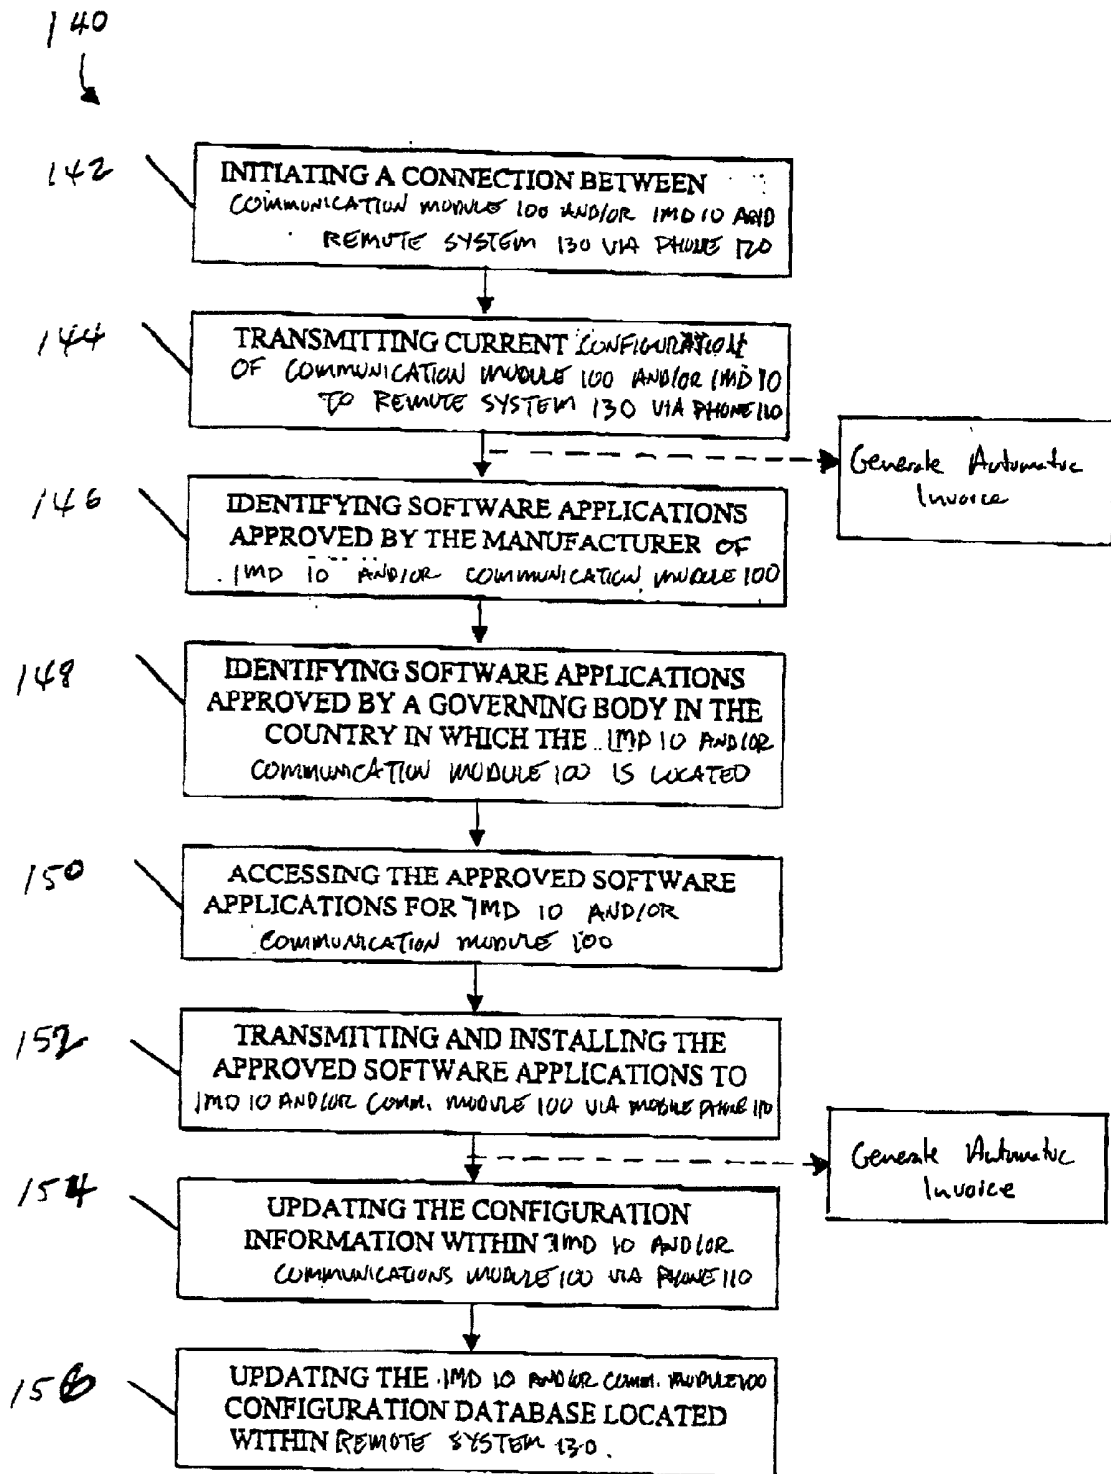 140
142
INITIATING A CONNECTION BETWEEN
COMMUNICATION MODULE 100 AND/OR IMD 10 AND
REMOTE SYSTEM 130 VIA PHONE 120
144
TRANSMITTING CURRENT CONFIGURATION
OF COMMUNICATION MODULE 100 AND/OR IMD 10
TO REMOTE SYSTEM 130 VIA PHONE 110
Generate Automatic
Invoice
146
IDENTIFYING SOFTWARE APPLICATIONS
APPROVED BY THE MANUFACTURER OF
IMD 10 AND/OR COMMUNICATION MODULE 100
148
IDENTIFYING SOFTWARE APPLICATIONS
APPROVED BY A GOVERNING BODY IN THE
COUNTRY IN WHICH THE IMD 10 AND/OR
COMMUNICATION MODULE 100 IS LOCATED
150
ACCESSING THE APPROVED SOFTWARE
APPLICATIONS FOR IMD 10 AND/OR
COMMUNICATION MODULE 100
152
TRANSMITTING AND INSTALLING THE
APPROVED SOFTWARE APPLICATIONS TO
IMD 10 AND/OR COMM. MODULE 100 VIA MOBILE PHONE 110
Generate Automatic
Invoice
154
UPDATING THE CONFIGURATION
INFORMATION WITHIN IMD 10 AND/OR
COMMUNICATIONS MODULE 100 VIA PHONE 110
156
UPDATING THE IMD 10 AND/OR COMM. MODULE 100
CONFIGURATION DATABASE LOCATED
WITHIN REMOTE SYSTEM 130.